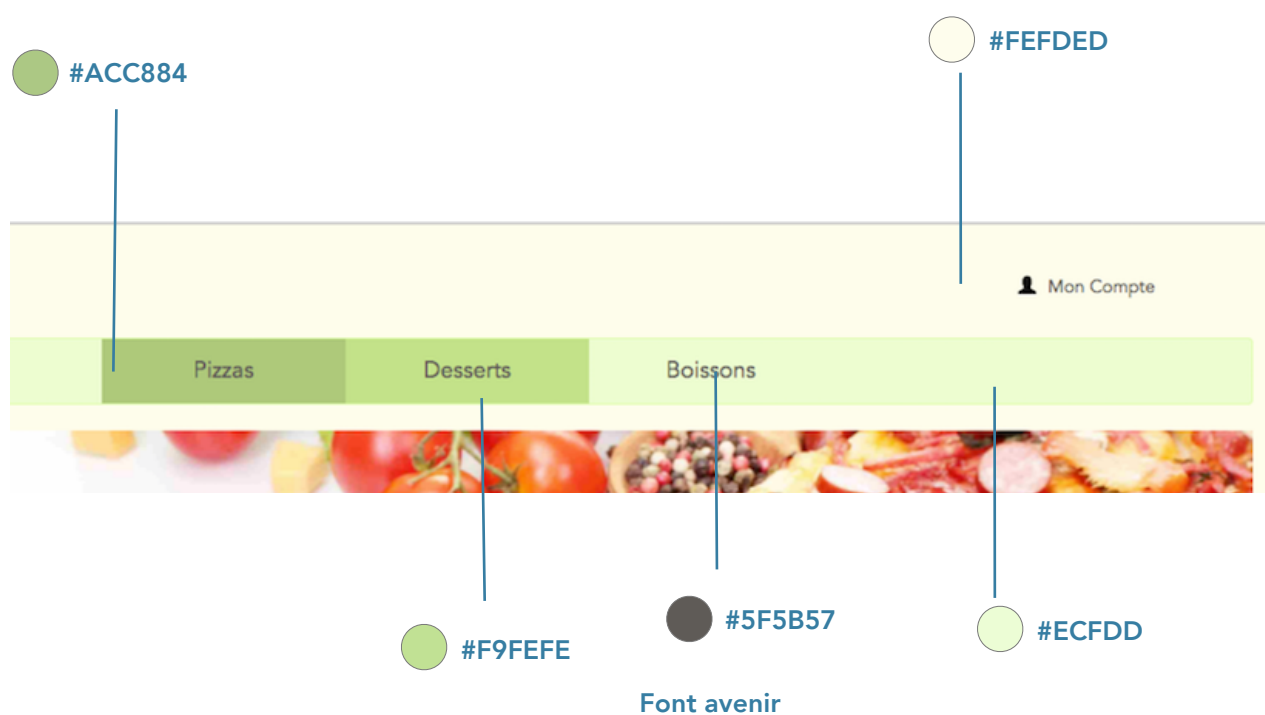 #FEFDED
#ACC884
Mon Compte
Pizzas Desserts Boissons
#5F5B57
#ECFDD
#F9FEFE
Font avenir